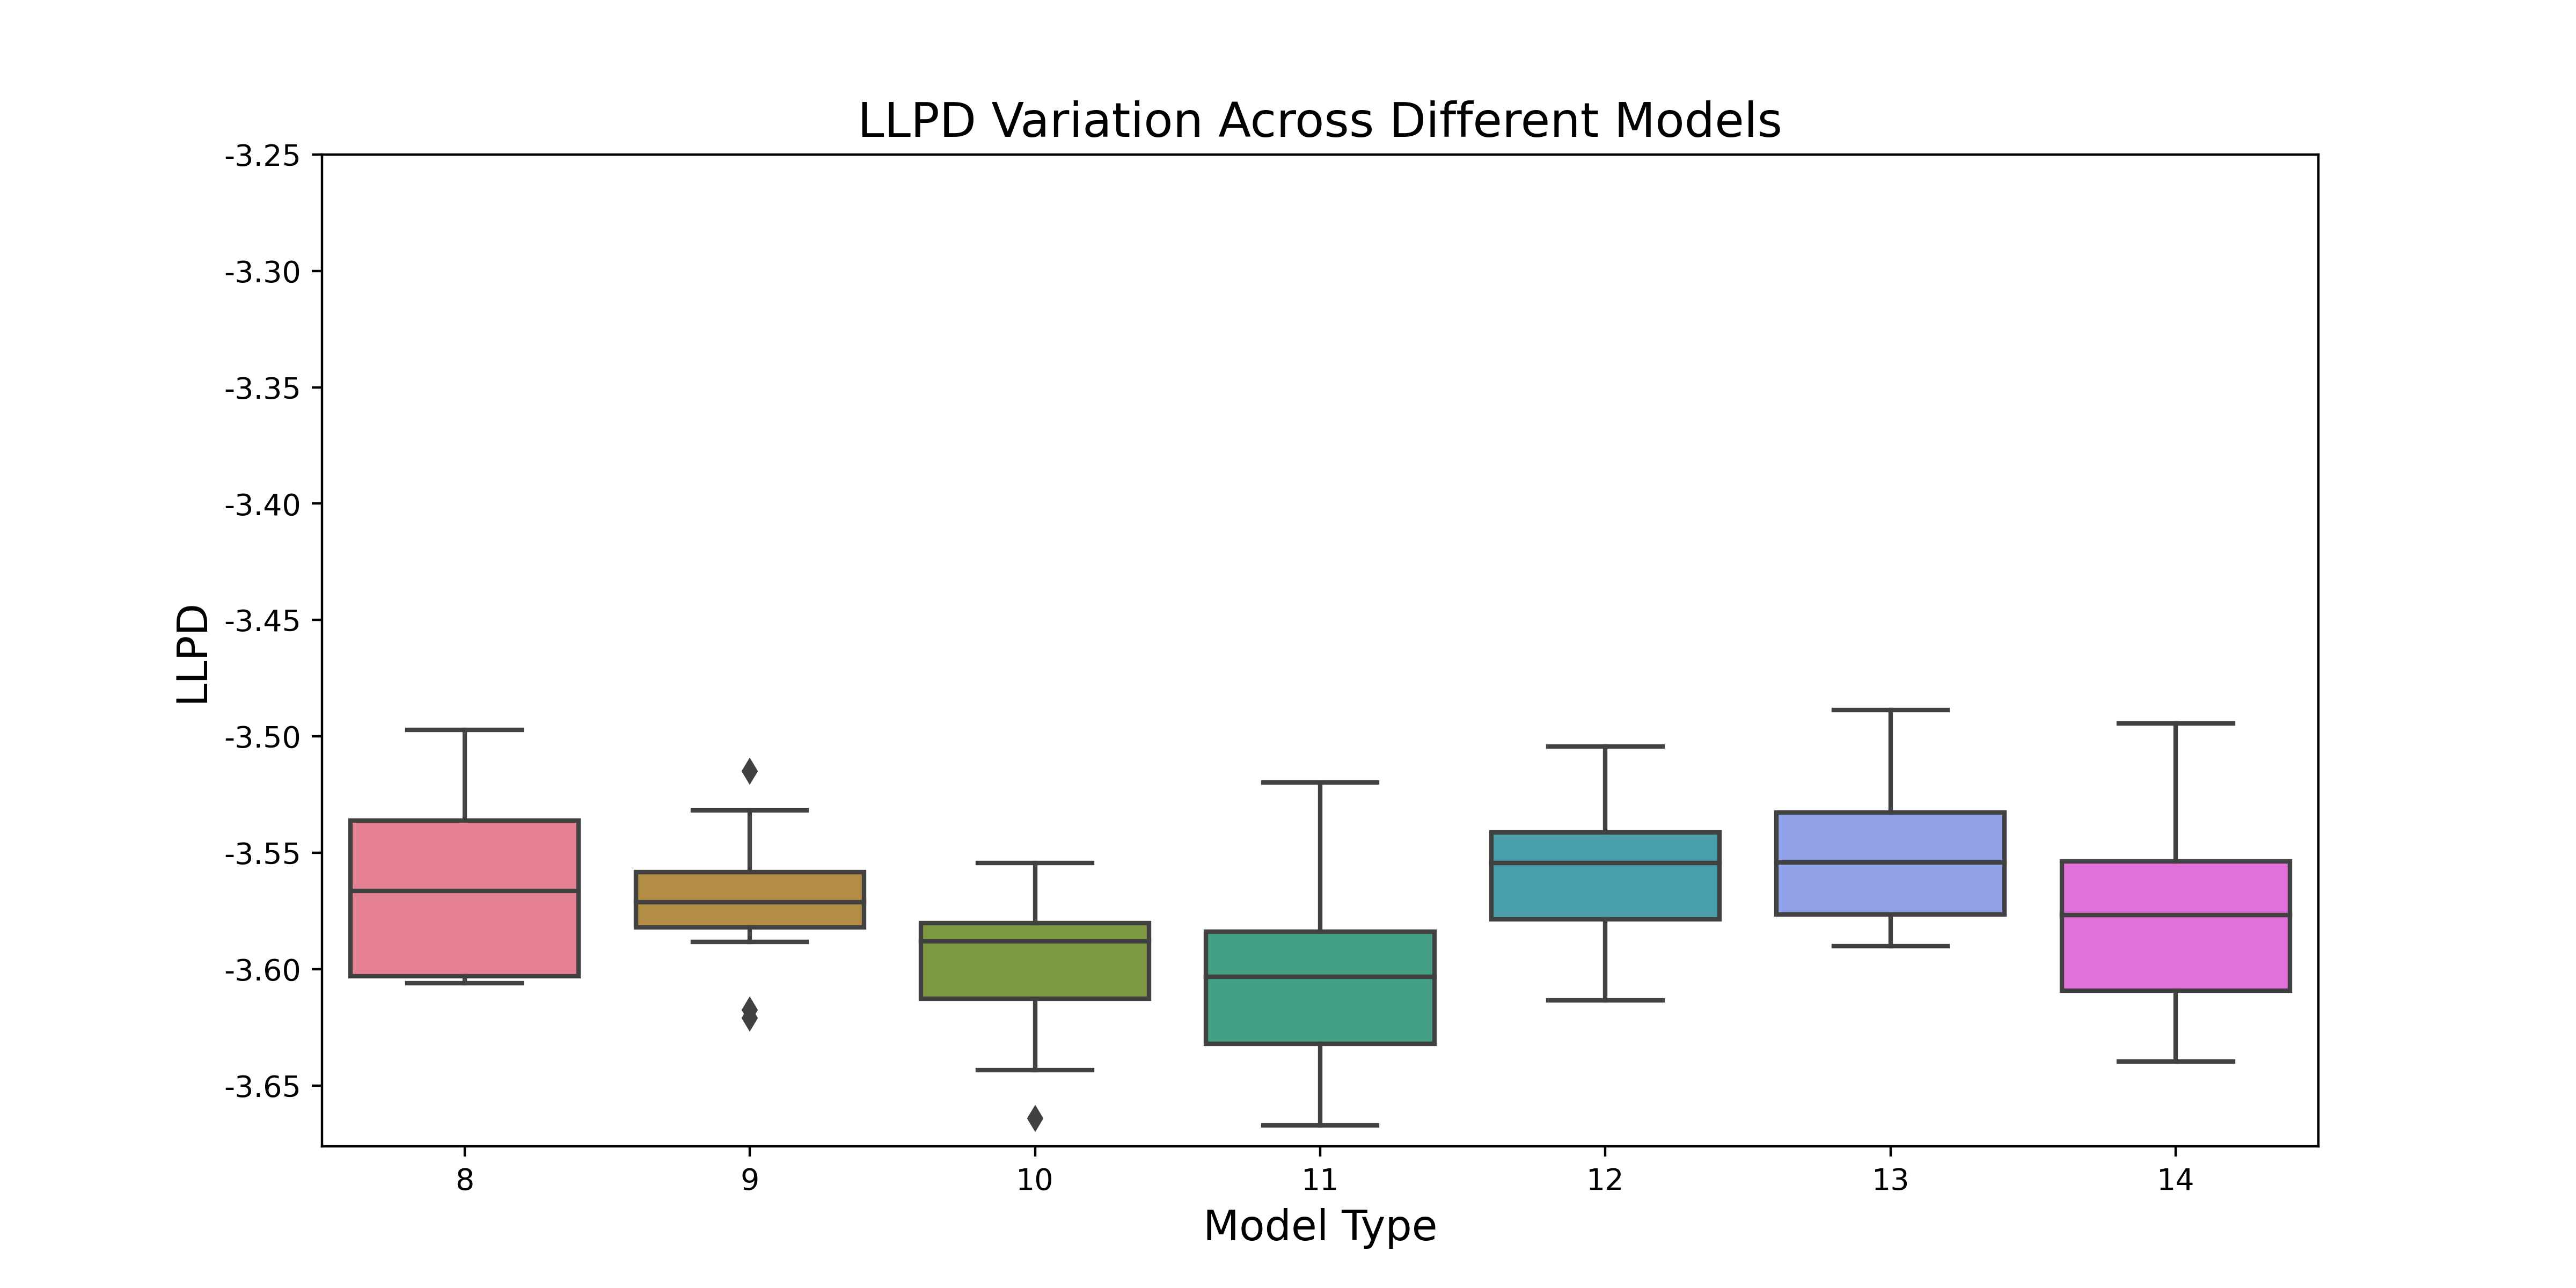 LLPD Variation Across Different Models
-3.25
-3.30
-3.35
-3.40
-3.45
-3.50
-3.55
-3.60
-3.65
LLPD
8 9 10 11 12 13 14
Model Type